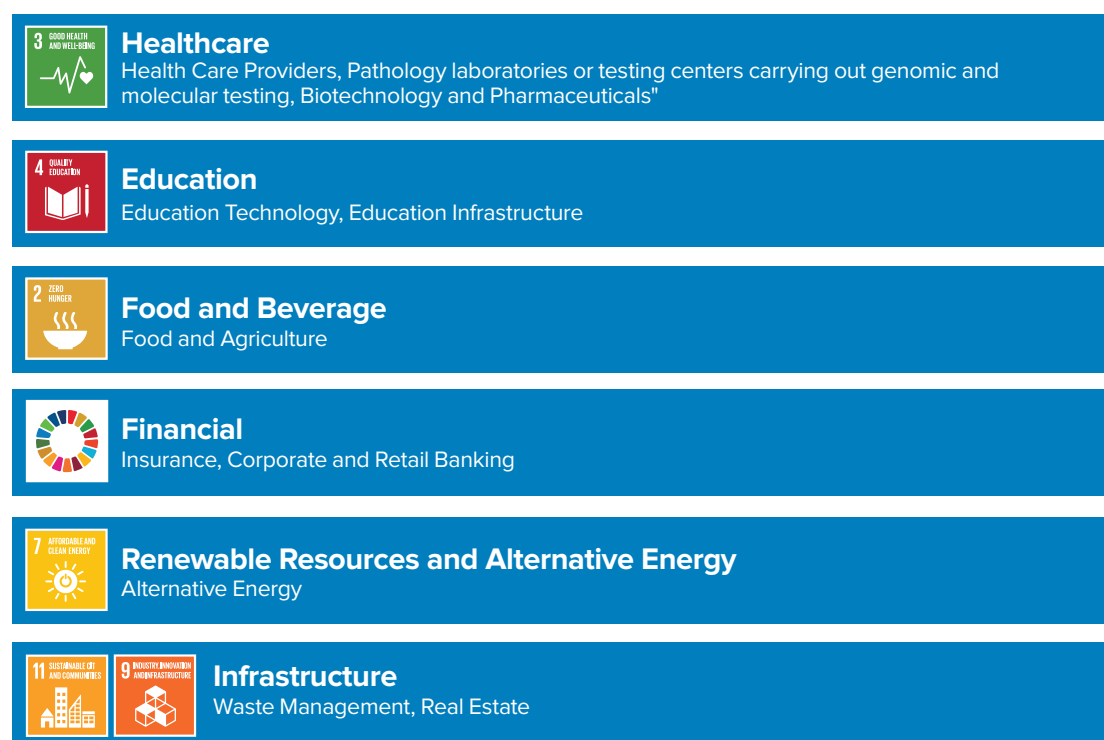 3 GOOD HEALTH
AND WELL-BEING
Healthcare
Health Care Providers, Pathology laboratories or testing centers carrying out genomic and
molecular testing, Biotechnology and Pharmaceuticals"
4 QUALITY
EDUCATION
Education
Education Technology, Education Infrastructure
2 ZERO
HUNGER
Food and Beverage
Food and Agriculture
Financial
Insurance, Corporate and Retail Banking
7 AFFORDABLE AND
CLEAN ENERGY
Renewable Resources and Alternative Energy
Alternative Energy
11 SUSTAINABLE CIT
AND COMMUNITIES
9 INDUSTRY, INNOVATION
AND INFRASTRUCTURE
Infrastructure
Waste Management, Real Estate